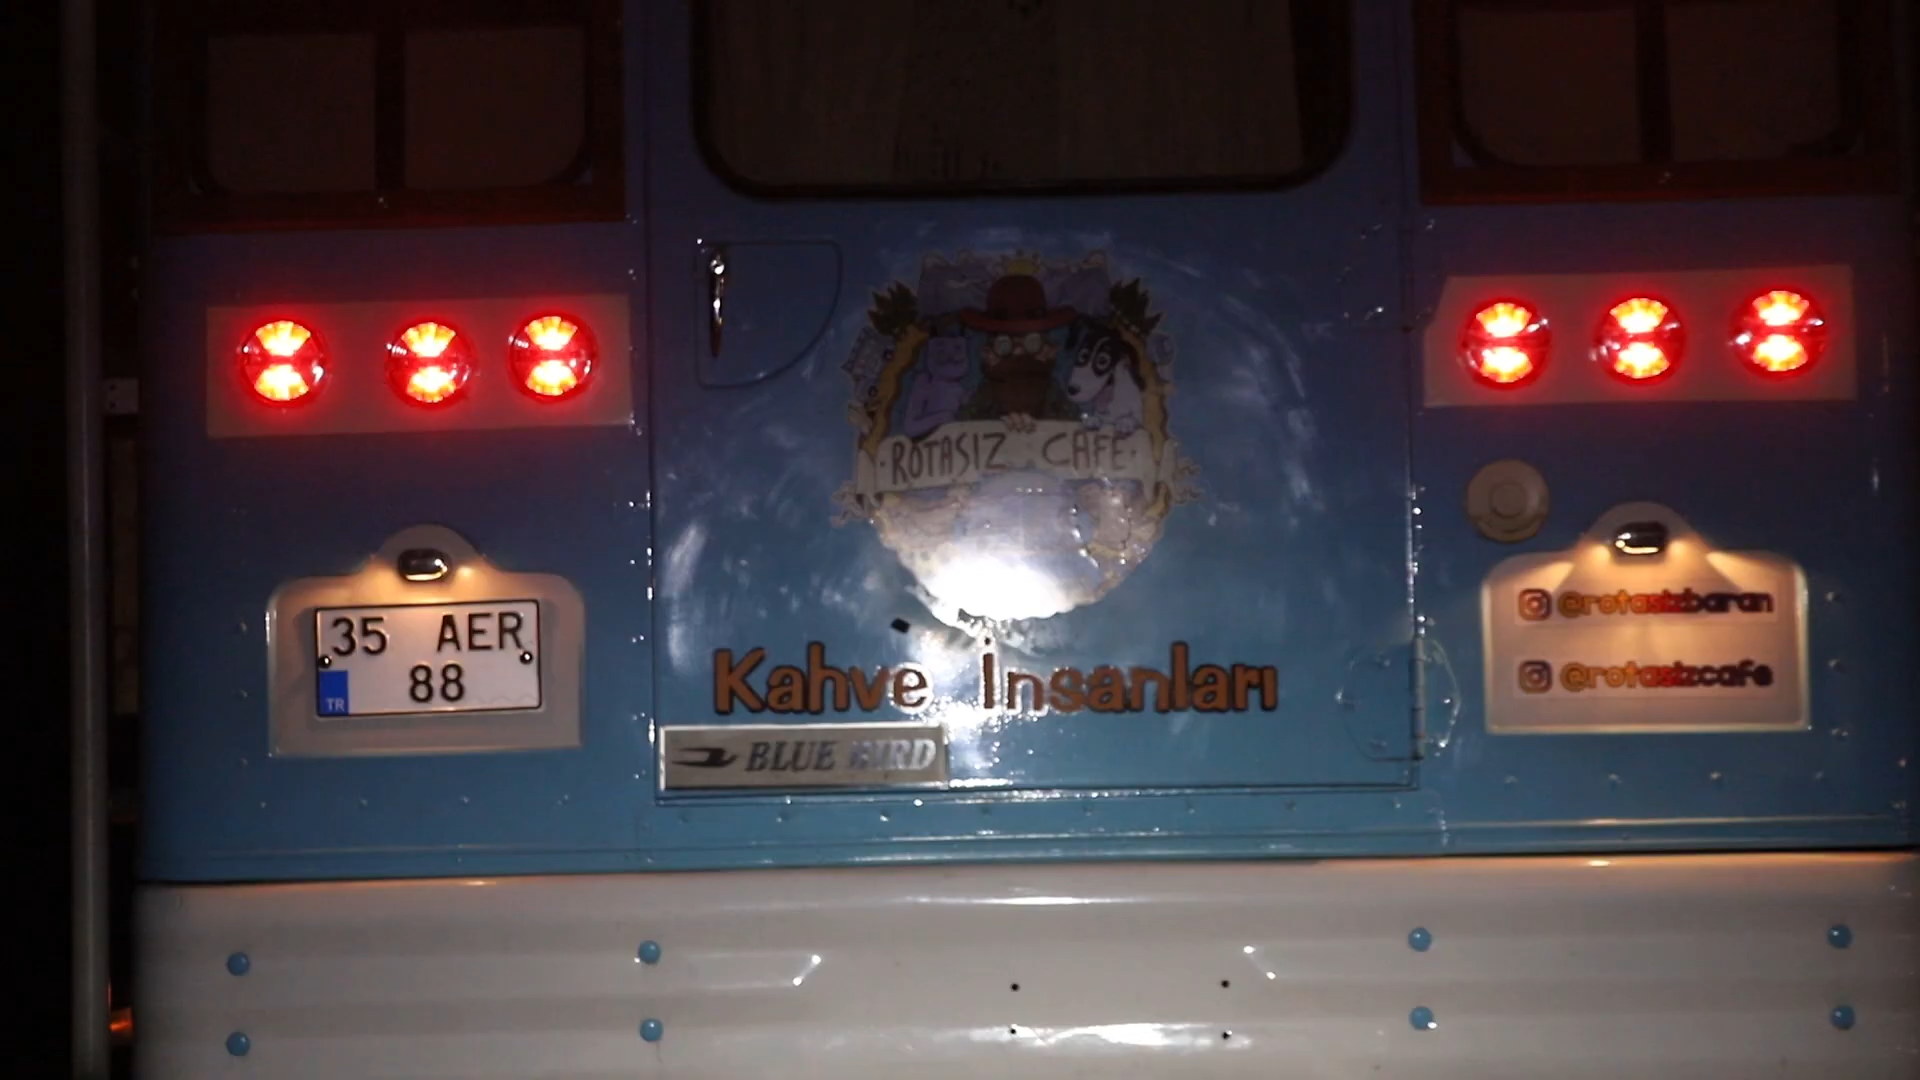 ·ROTASIZ CAFE·
35 AER
88
TR
Kahve İnsanları
BLUE BIRD
@rotasizbaran
@rotasizcafe